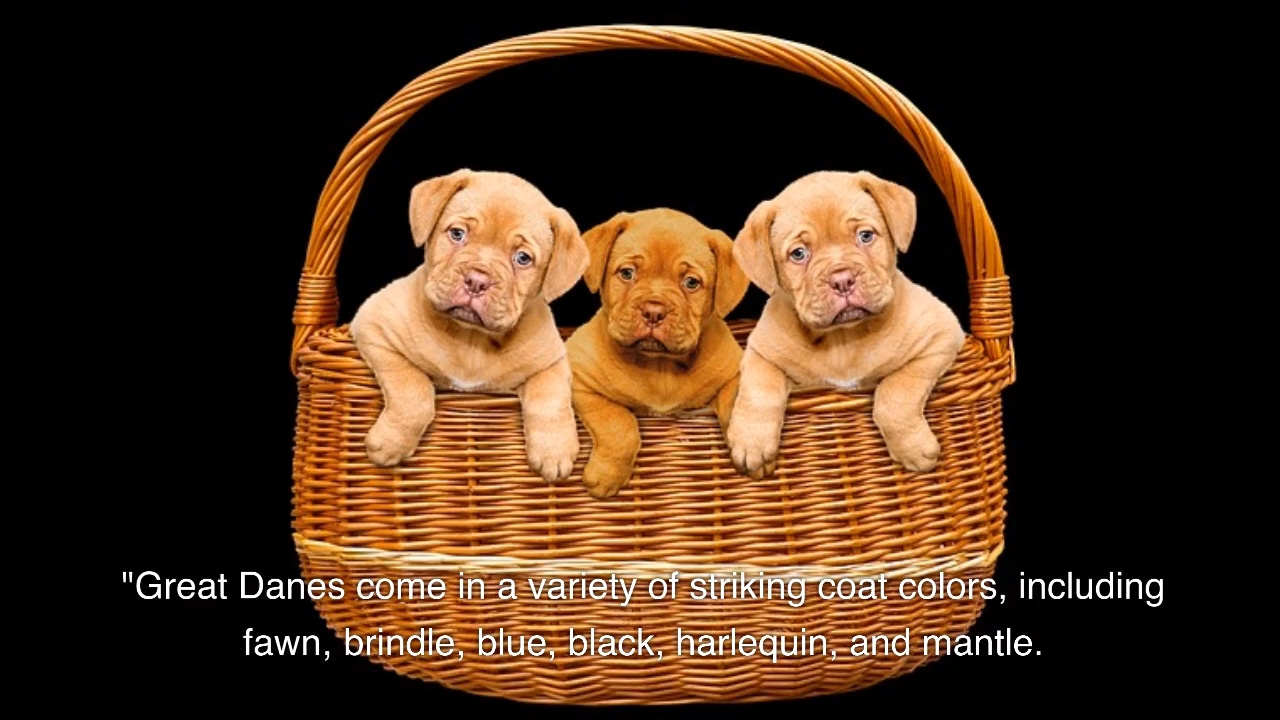 "Great Danes come in a variety of striking coat colors, including
fawn, brindle, blue, black, harlequin, and mantle.